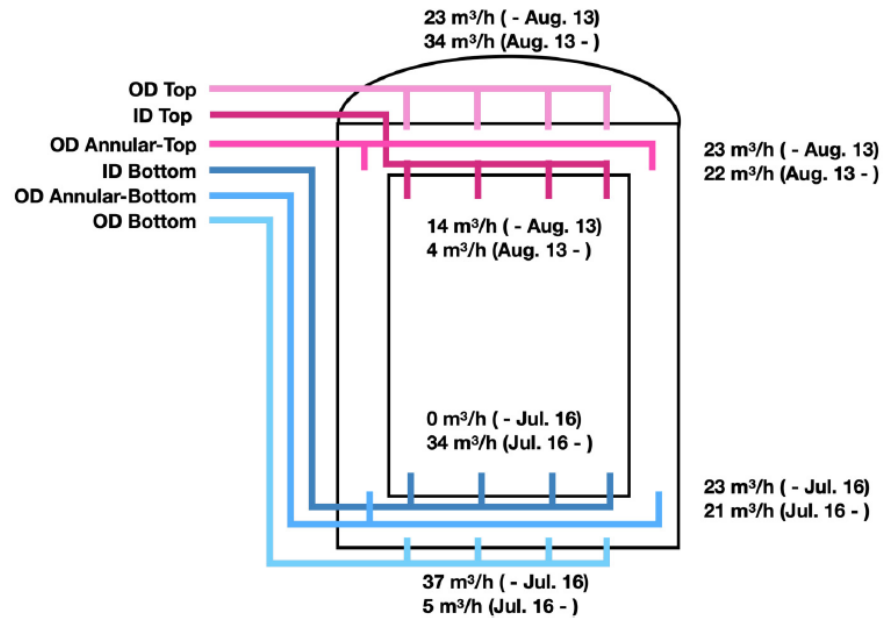 23 m³/h ( - Aug. 13)
34 m³/h (Aug. 13 - )
OD Top
ID Top
OD Annular-Top
ID Bottom
OD Annular-Bottom
OD Bottom
23 m³/h ( - Aug. 13)
22 m³/h (Aug. 13 - )
14 m³/h ( - Aug. 13)
4 m³/h (Aug. 13 - )
0 m³/h ( - Jul. 16)
34 m³/h (Jul. 16 - )
23 m³/h ( - Jul. 16)
21 m³/h (Jul. 16 - )
37 m³/h ( - Jul. 16)
5 m³/h (Jul. 16 - )